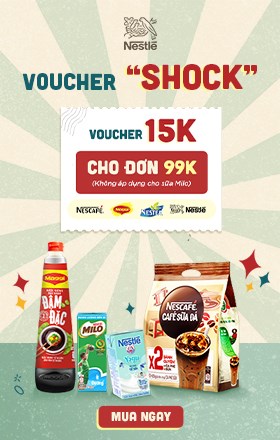 Nestlé
VOUCHER “SHOCK”
VOUCHER 15K
CHO ĐƠN 99K
(Không áp dụng cho sữa Milo)
NESCAFÉ
MAGGI
NESTEA
Nestlé
MAGGI
ĐẬM ĐẶC
MILO
Nestlé
NESCAFÉ
CAFÉ SỮA ĐÁ
X2
MUA NGAY